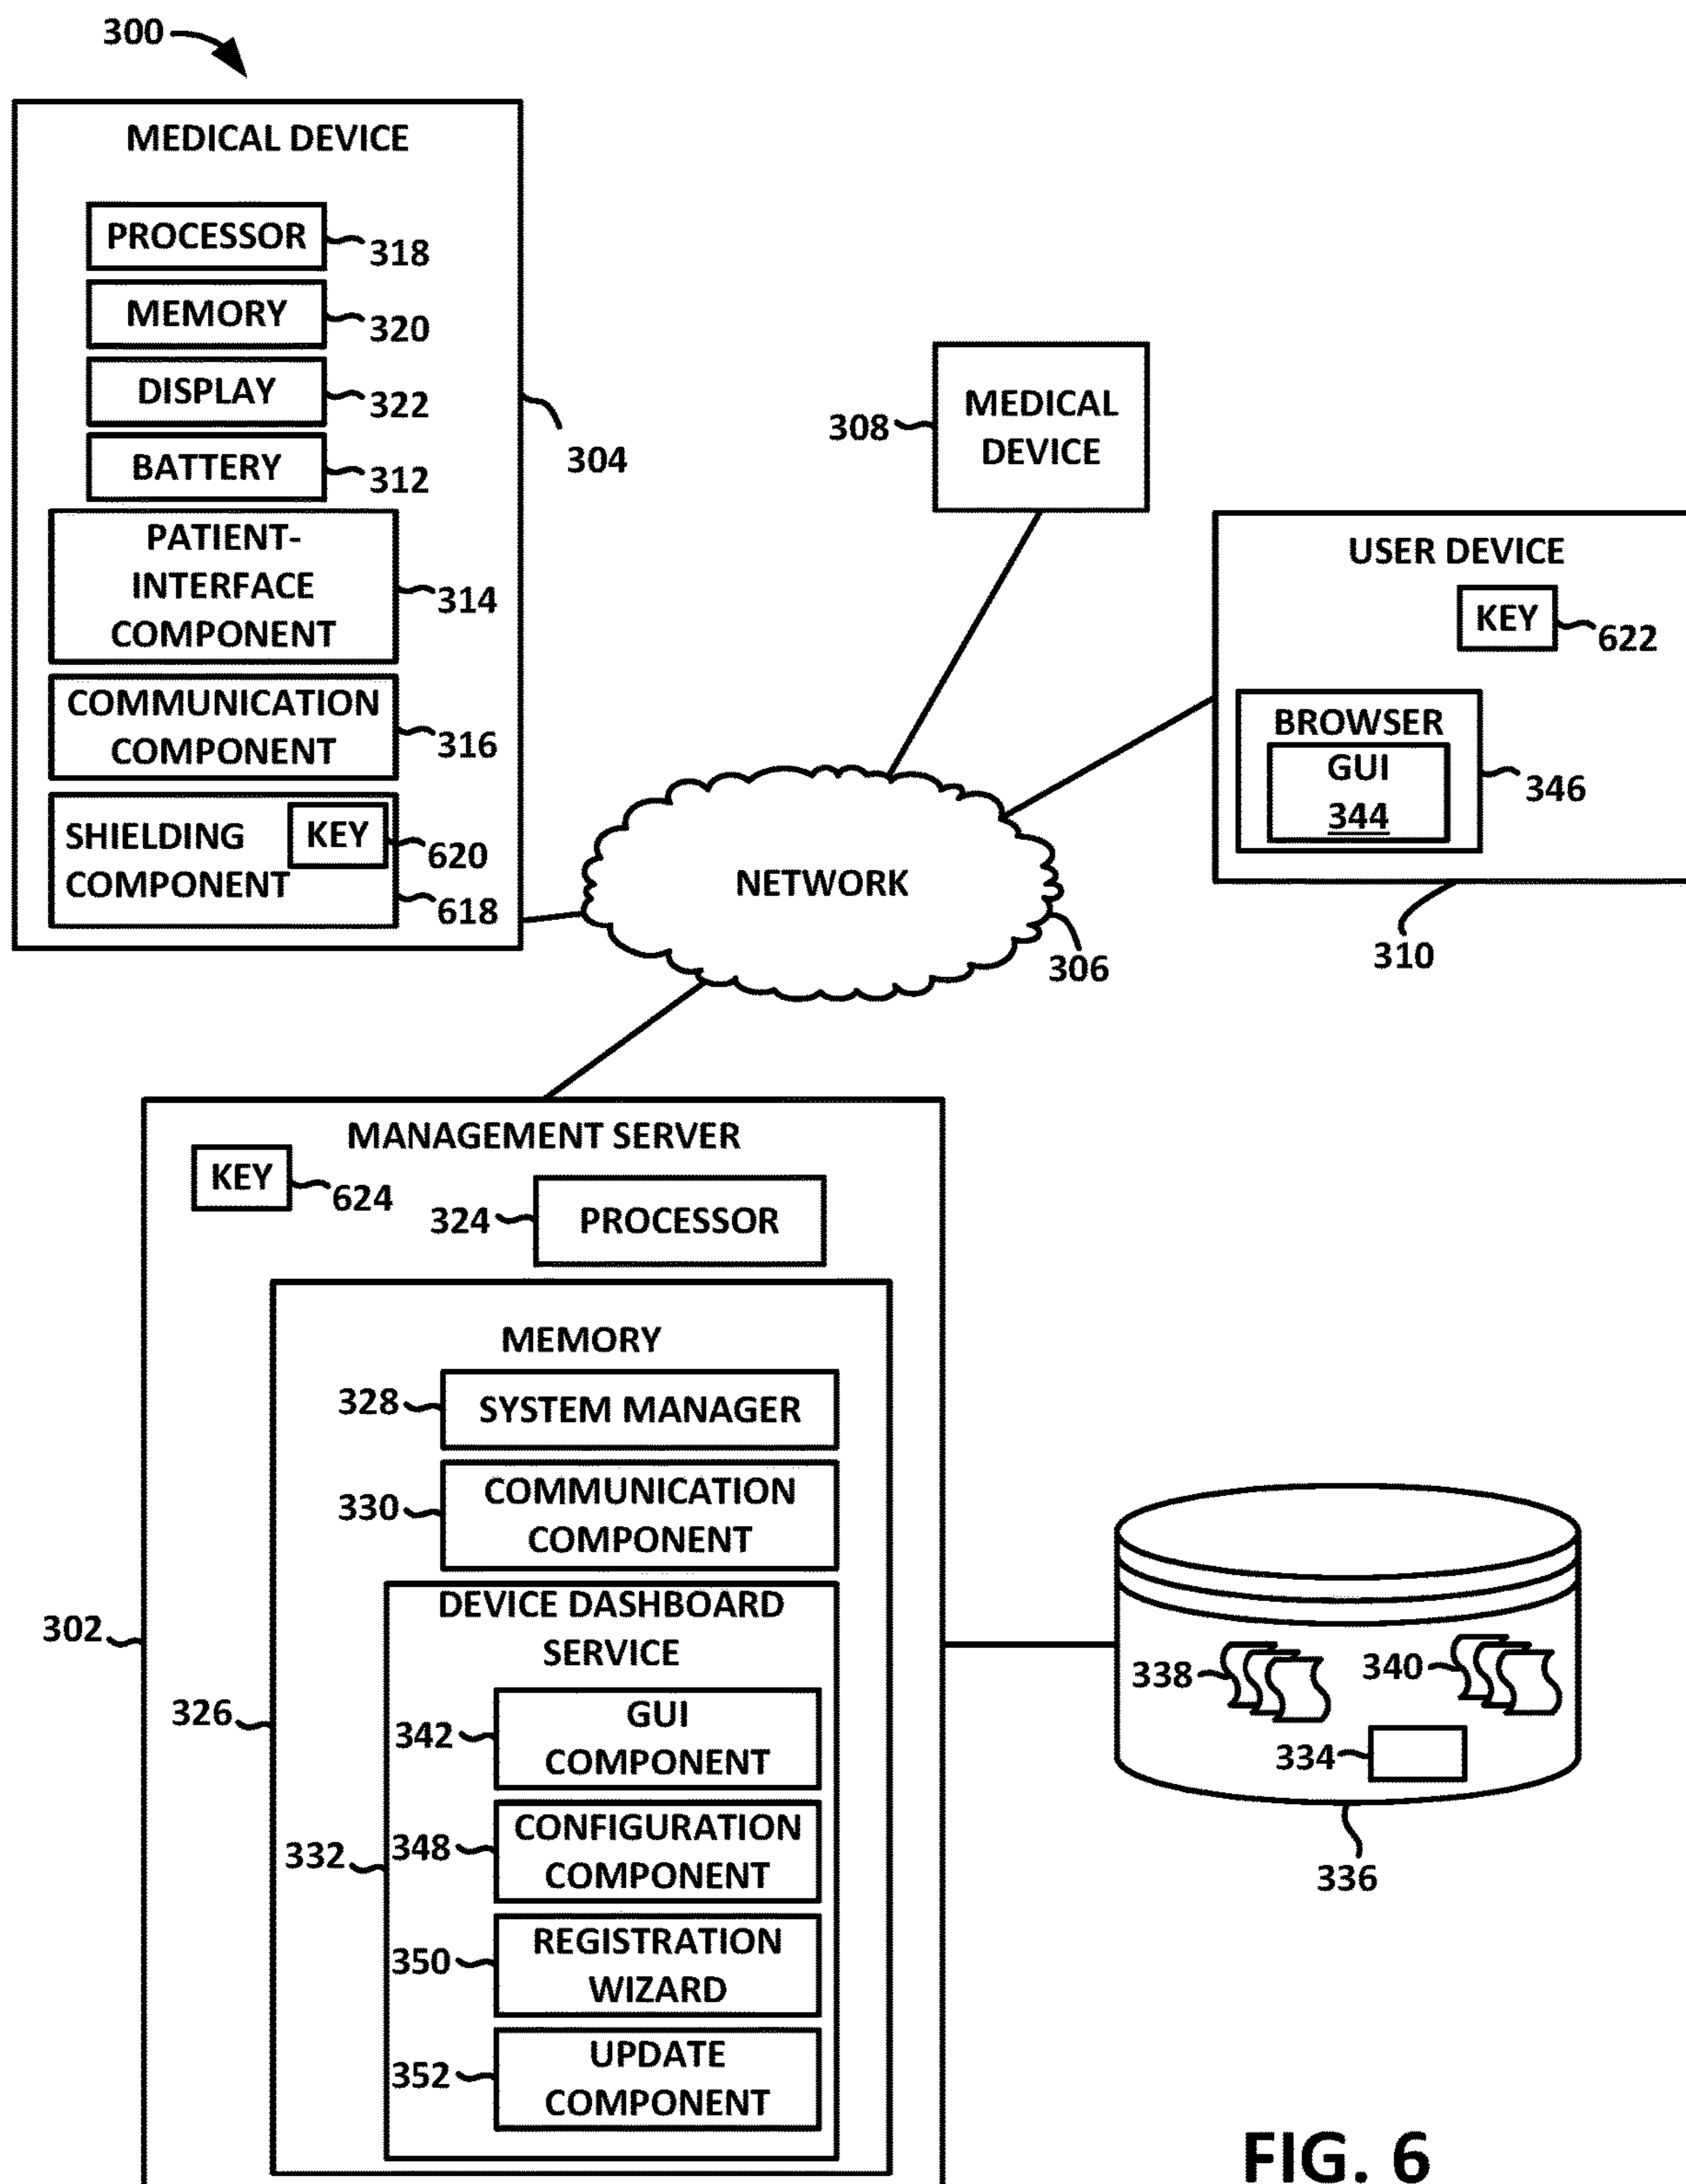 300
MEDICAL DEVICE
PROCESSOR
318
MEMORY
320
DISPLAY
322
BATTERY
312
304
PATIENT-
INTERFACE
COMPONENT
314
COMMUNICATION
COMPONENT
316
SHIELDING
COMPONENT
KEY
620
618
308
MEDICAL
DEVICE
USER DEVICE
KEY
622
BROWSER
GUI
344
346
310
NETWORK
306
MANAGEMENT SERVER
KEY
624
324
PROCESSOR
MEMORY
328
SYSTEM MANAGER
330
COMMUNICATION
COMPONENT
302
DEVICE DASHBOARD
SERVICE
326
342
GUI
COMPONENT
332
348
CONFIGURATION
COMPONENT
350
REGISTRATION
WIZARD
352
UPDATE
COMPONENT
338
340
334
336
FIG. 6